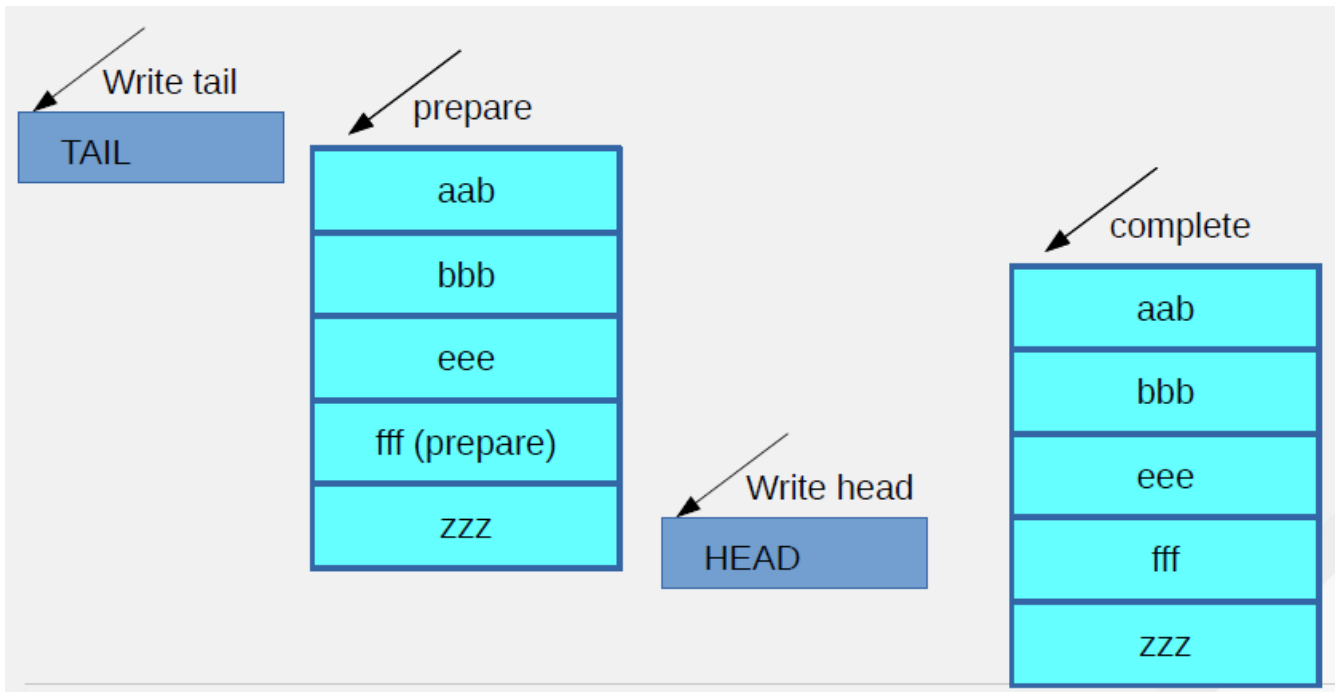 Write tail
TAIL
prepare
aab
bbb
eee
fff (prepare)
zzz
Write head
HEAD
complete
aab
bbb
eee
fff
zzz